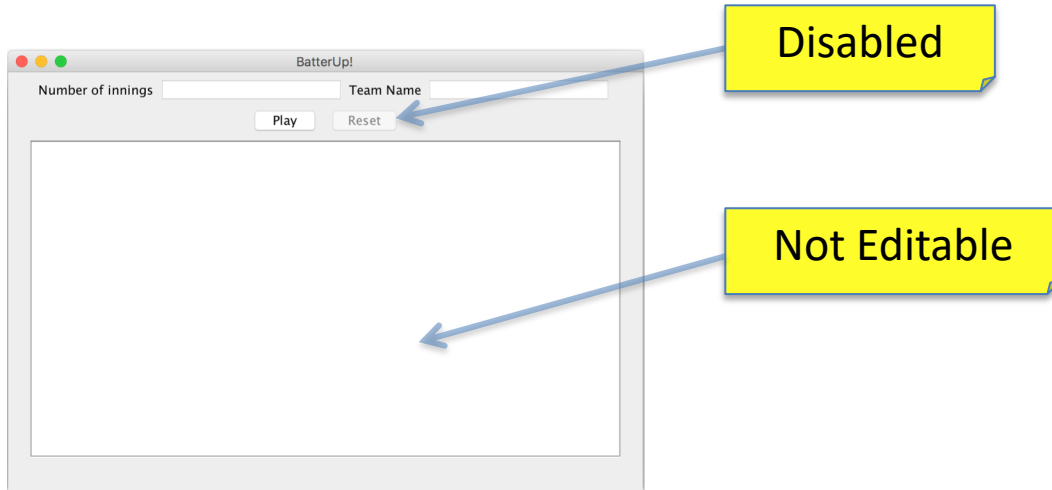 Disabled
BatterUp!
Number of innings Team Name
Play Reset
Not Editable